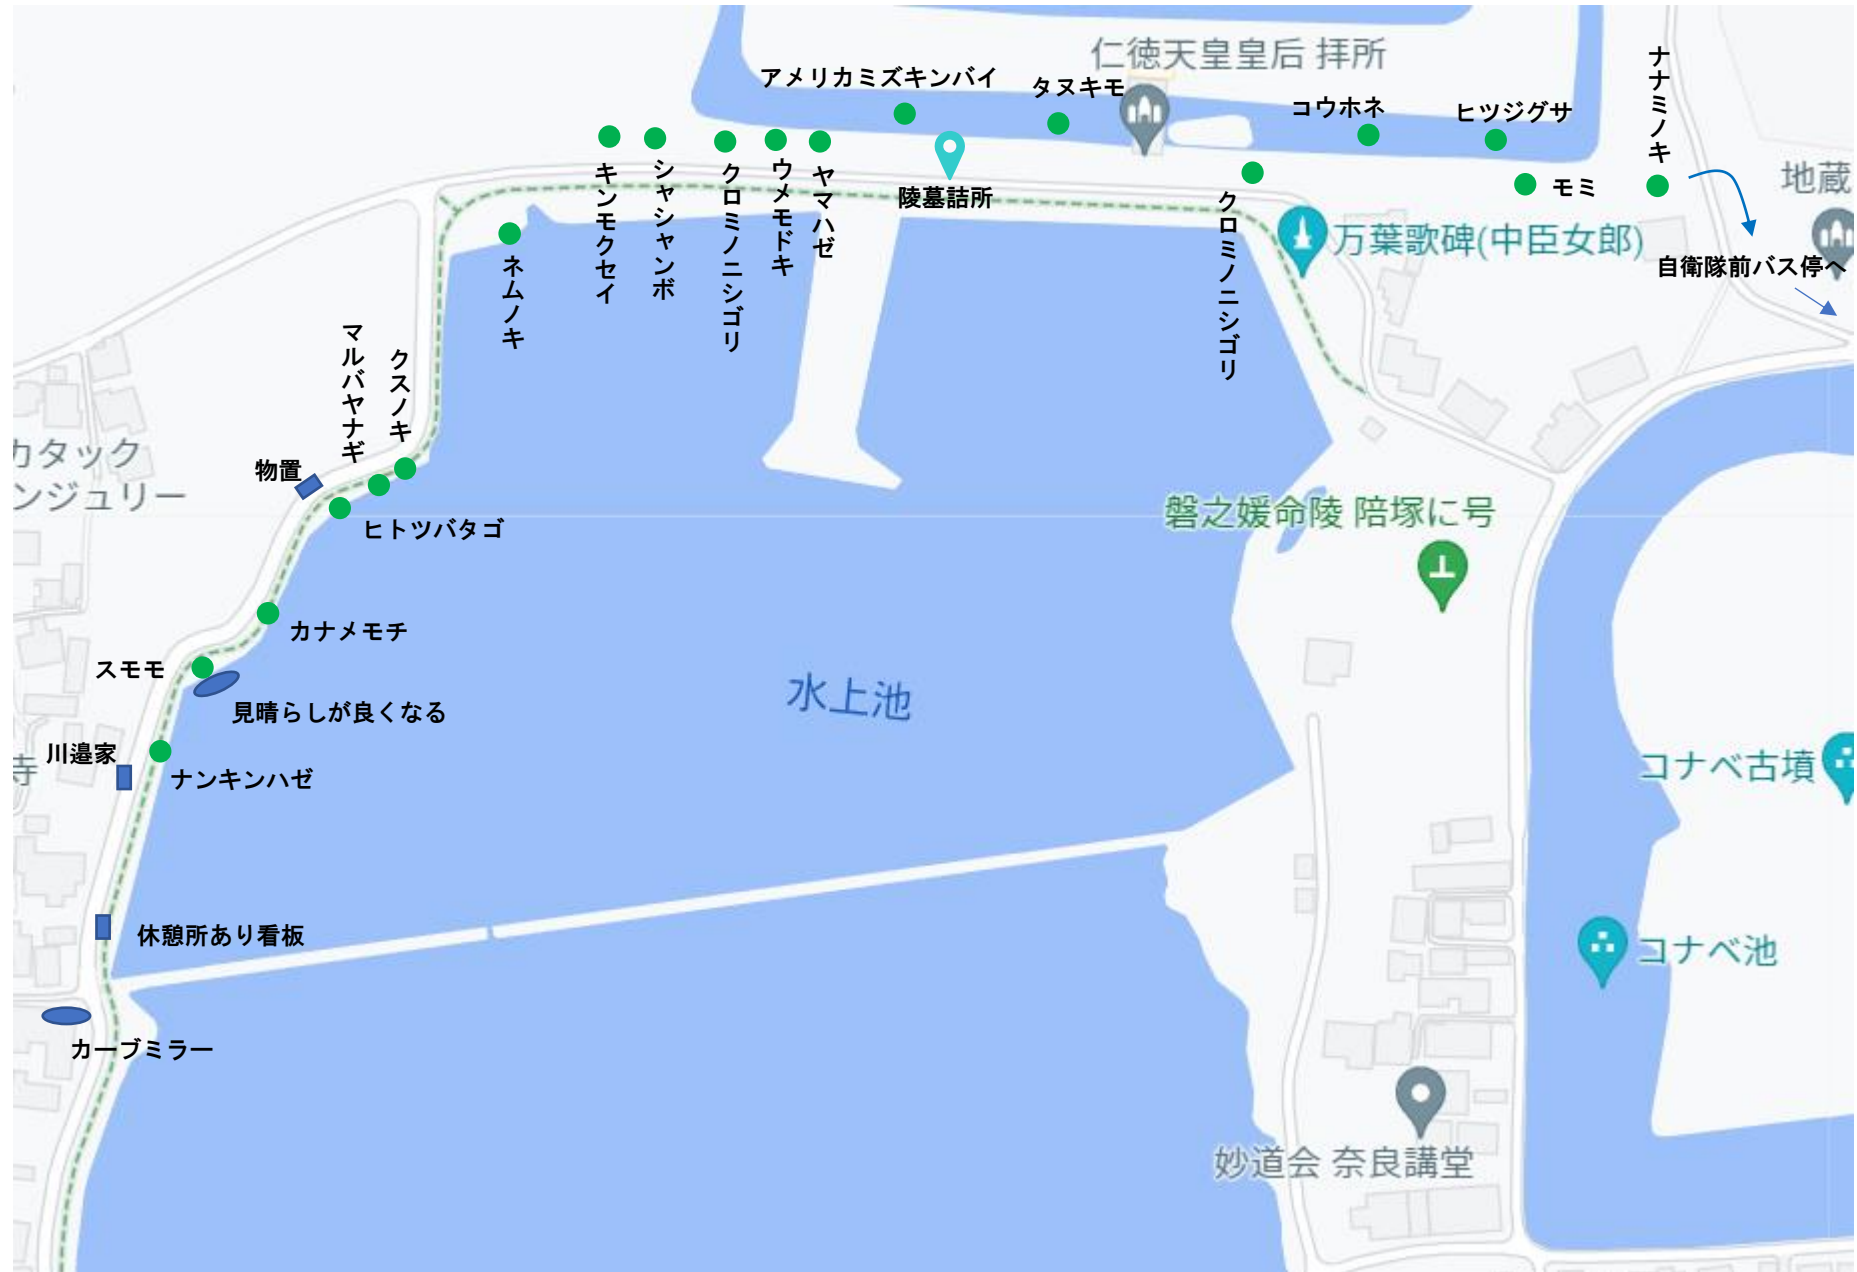 仁徳天皇皇后 拝所
アメリカミズキンバイ
タヌキモ
コウホネ
ヒツジグサ
ナナミノキ
キンモクセイ
シャシャンボ
クロミノニシゴリ
ウメモドキ
ヤマハゼ
陵墓詰所
クロミノニシゴリ
モミ
地蔵
万葉歌碑(中臣女郎)
自衛隊前バス停へ
ネムノキ
マルバヤナギ
クスノキ
カタック
ンジュリー
物置
ヒトツバタゴ
磐之媛命陵 陪塚に号
カナメモチ
スモモ
見晴らしが良くなる
水上池
川邉家
寺
ナンキンハゼ
コナベ古墳
休憩所あり看板
コナベ池
カーブミラー
妙道会 奈良講堂